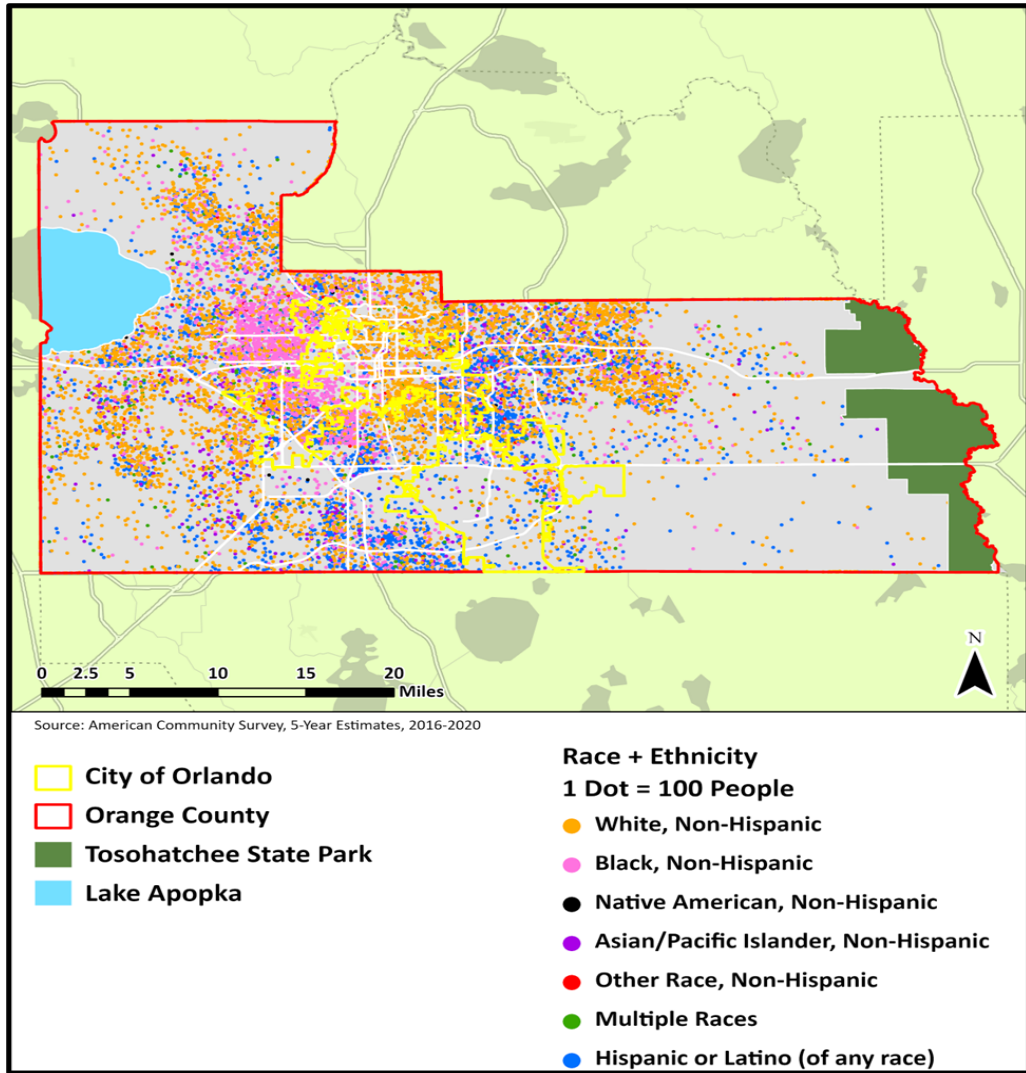 N
0 2.5 5 10 15 20
Miles
Source: American Community Survey, 5-Year Estimates, 2016-2020
City of Orlando
Orange County
Tosohatchee State Park
Lake Apopka
Race + Ethnicity
1 Dot = 100 People
White, Non-Hispanic
Black, Non-Hispanic
Native American, Non-Hispanic
Asian/Pacific Islander, Non-Hispanic
Other Race, Non-Hispanic
Multiple Races
Hispanic or Latino (of any race)